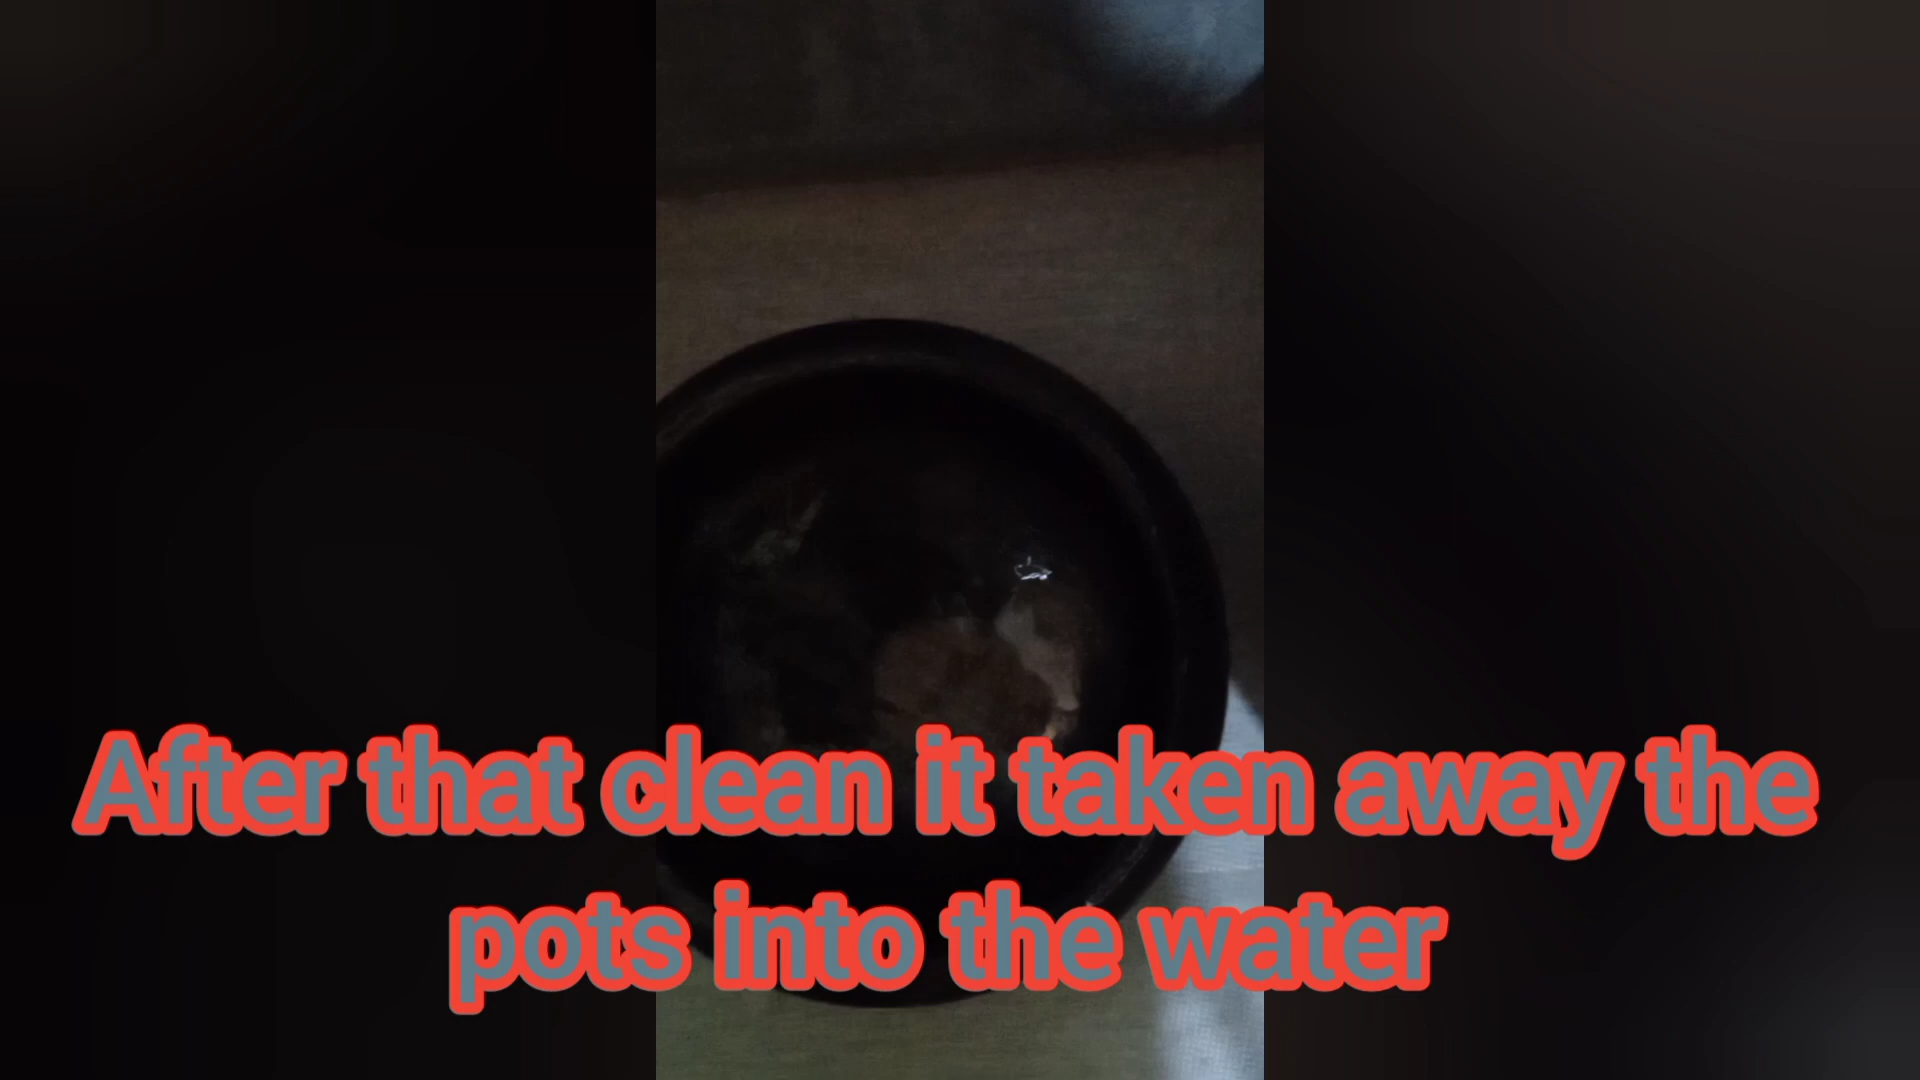 After that clean it taken away the
pots into the water